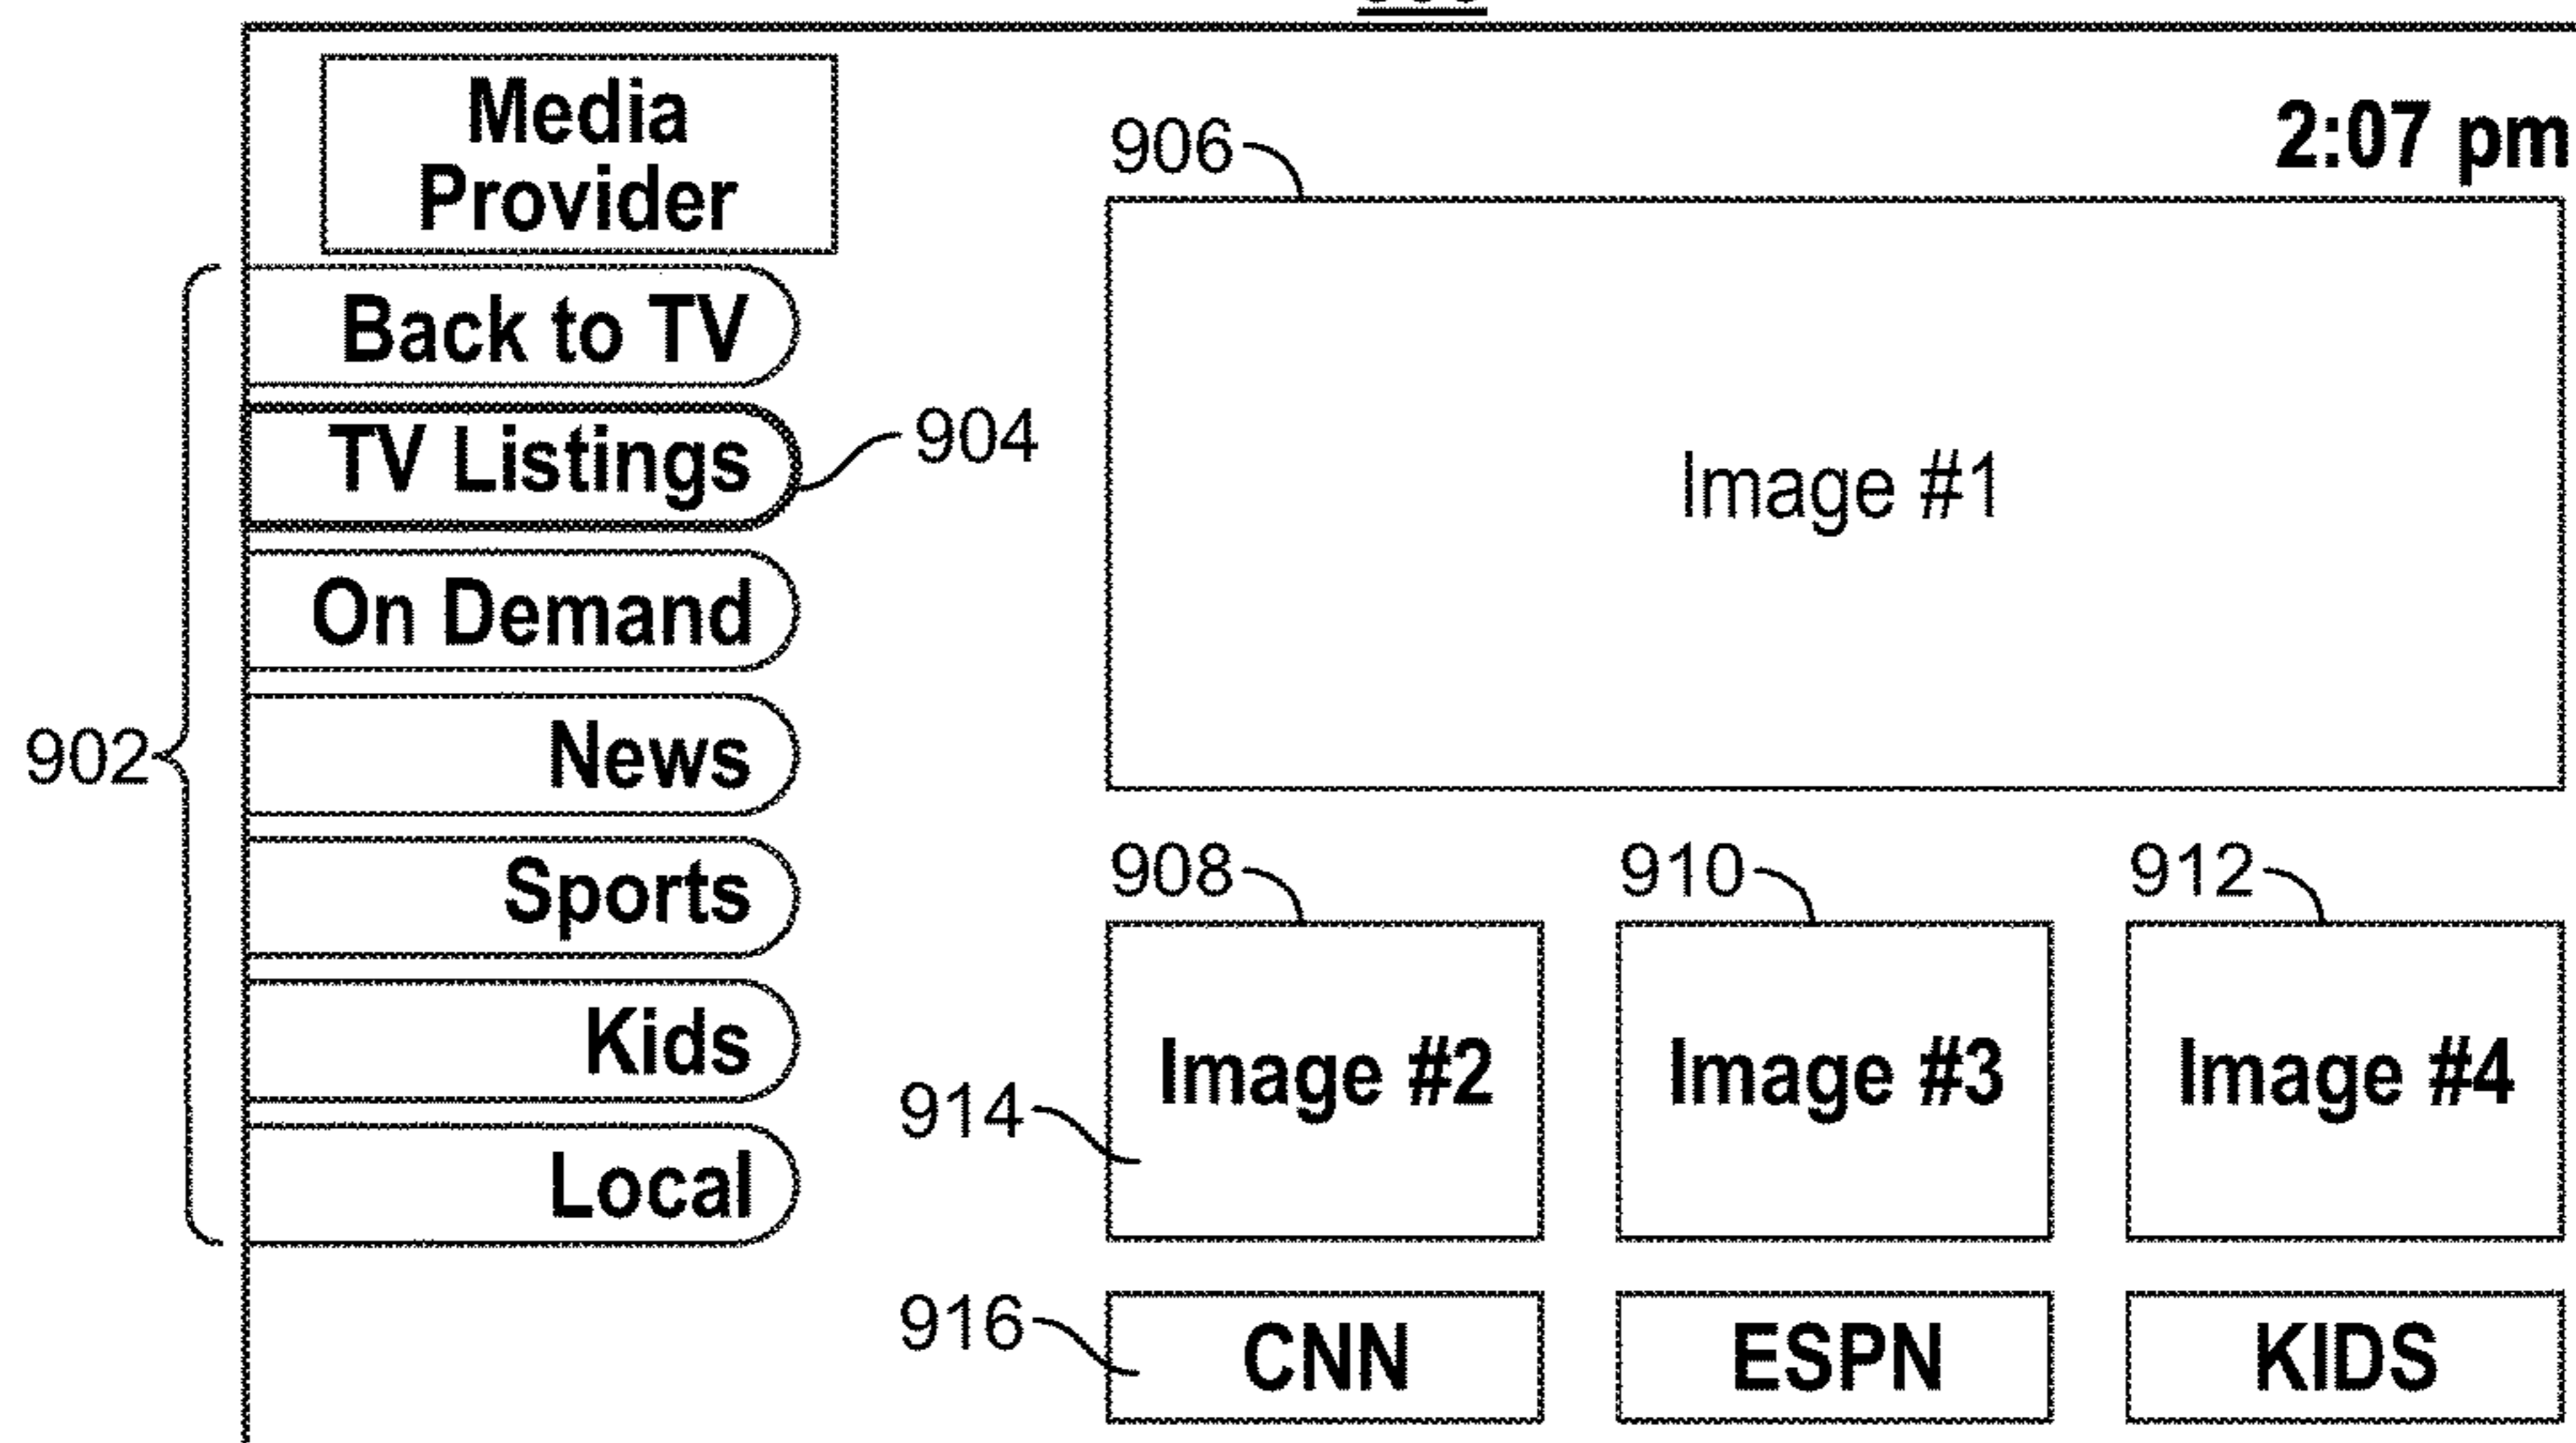 Media
Provider
2:07 pm
906
Back to TV
TV Listings
904
Image #1
On Demand
News
902
Sports
908
910
912
Kids
Image #2
Image #3
Image #4
914
Local
916
CNN
ESPN
KIDS